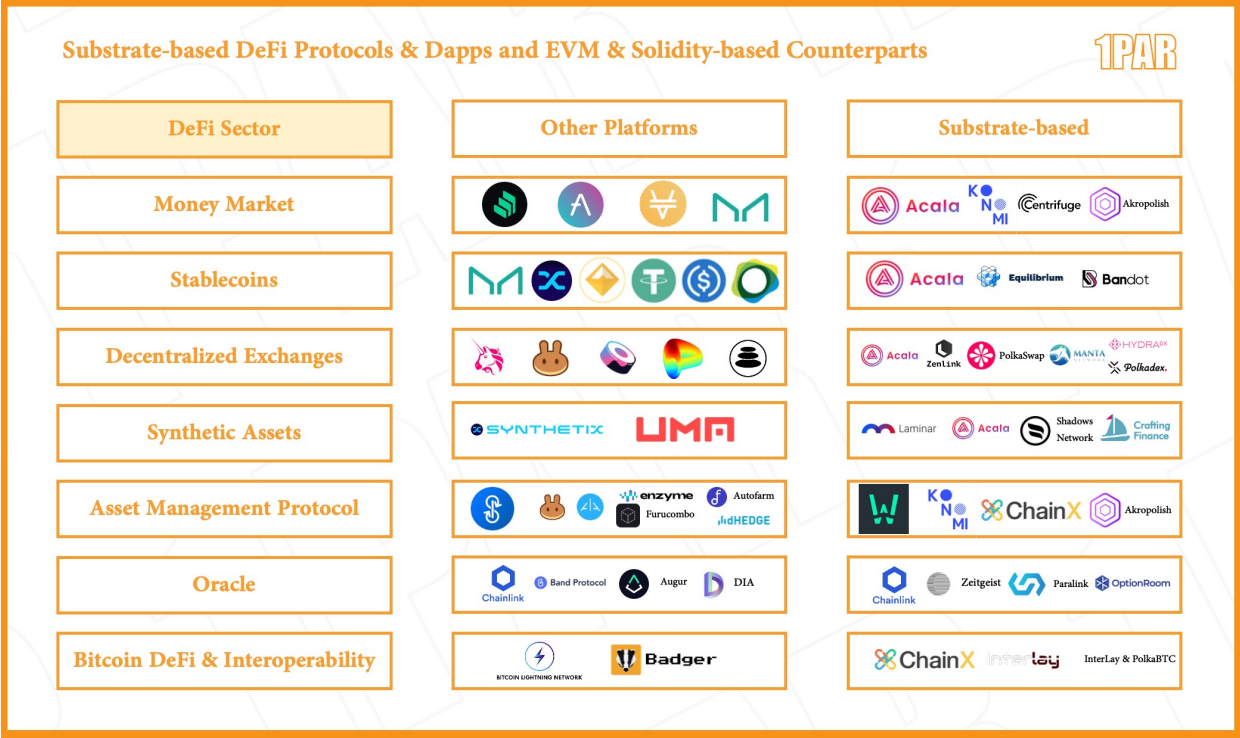 Substrate-based DeFi Protocols & Dapps and EVM & Solidity-based Counterparts
1PAR
DeFi Sector
Other Platforms
Substrate-based
Money Market
Acala
KONOMI
Centrifuge
Akropolish
Stablecoins
Acala
Equilibrium
Bandot
Decentralized Exchanges
Acala
Zenlink
PolkaSwap
MANTA
NETWORK
HYDRADX
Polkadex.
Synthetic Assets
SYNTHETIX
UMA
Laminar
Acala
Shadows
Network
Crafting
Finance
Asset Management Protocol
enzyme
Furucombo
Autofarm
dHEDGE
KONOMI
ChainX
Akropolish
Oracle
Chainlink
Band Protocol
Augur
DIA
Chainlink
Zeitgeist
Paralink
OptionRoom
Bitcoin DeFi & Interoperability
BITCOIN LIGHTNING NETWORK
Badger
ChainX
interlay
InterLay & PolkaBTC